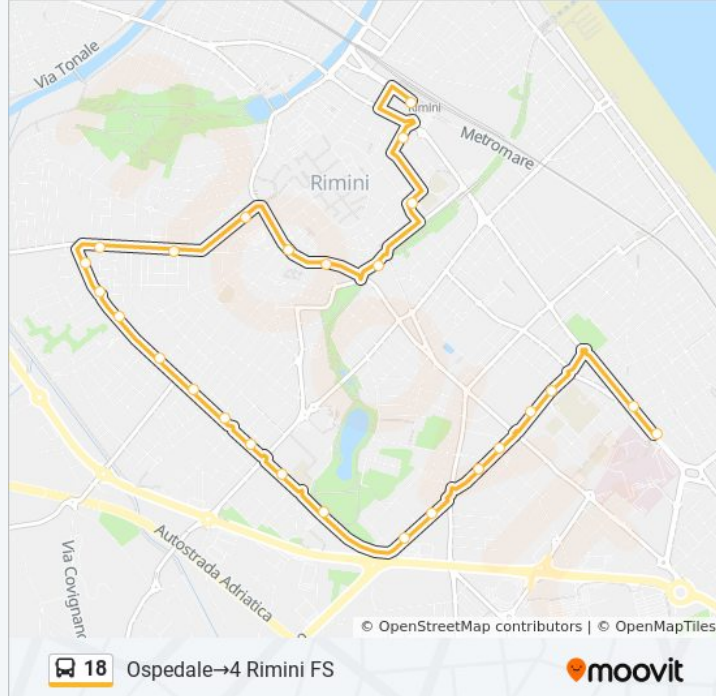 Via Tonale
Rimini
Metromare
Rimini
Autostrada Adriatica
Via Covignano
© OpenStreetMap contributors | © OpenMapTiles
18 Ospedale→4 Rimini FS
moovit